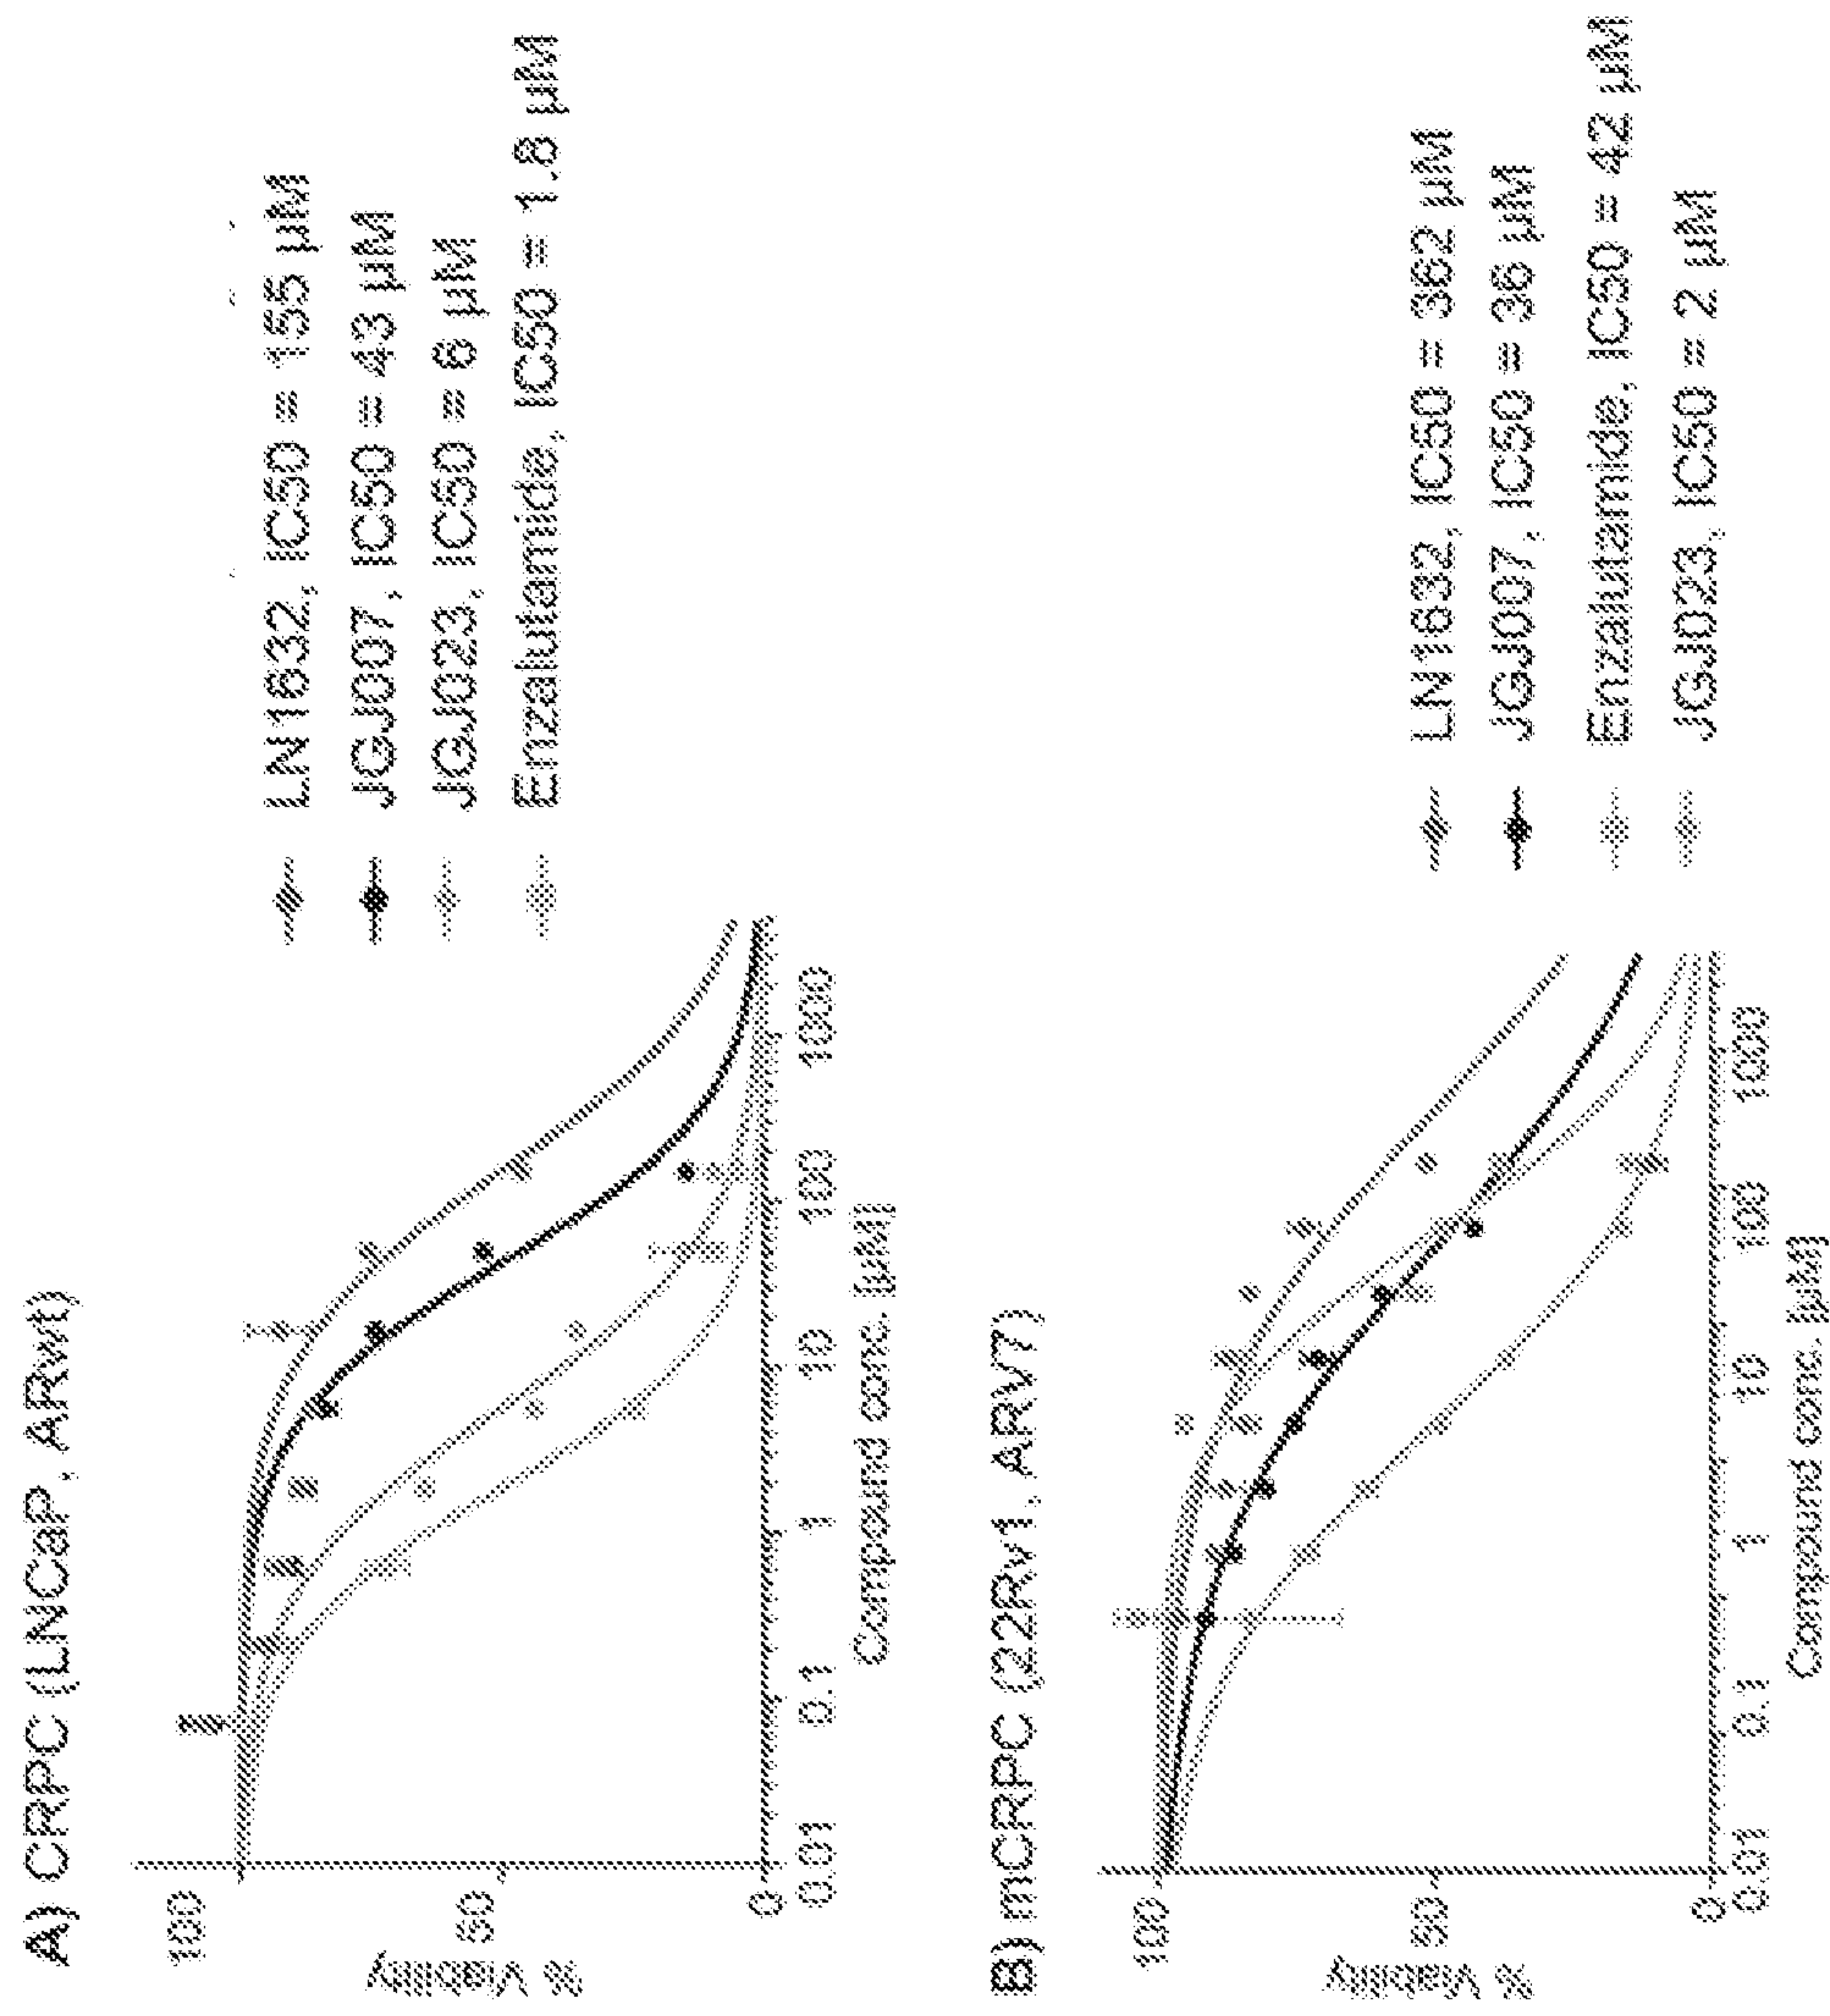 A) CRPC (LNCaP, ARwt)
% Viability
100
50
0
0.01
0.1
1
10
100
1000
Compound conc. [µM]
LN1632, IC50 = 155 µM
JGJ007, IC50 = 43 µM
JGJ023, IC50 = 6 µM
Enzalutamide, IC50 = 1.8 µM
B) mCRPC (22Rv1, ARV7)
% Viability
100
50
0
0.01
0.1
1
10
100
1000
Compound conc. [µM]
LN1632, IC50 = 362 µM
JGJ007, IC50 = 36 µM
Enzalutamide, IC50 = 42 µM
JGJ023, IC50 = 2 µM